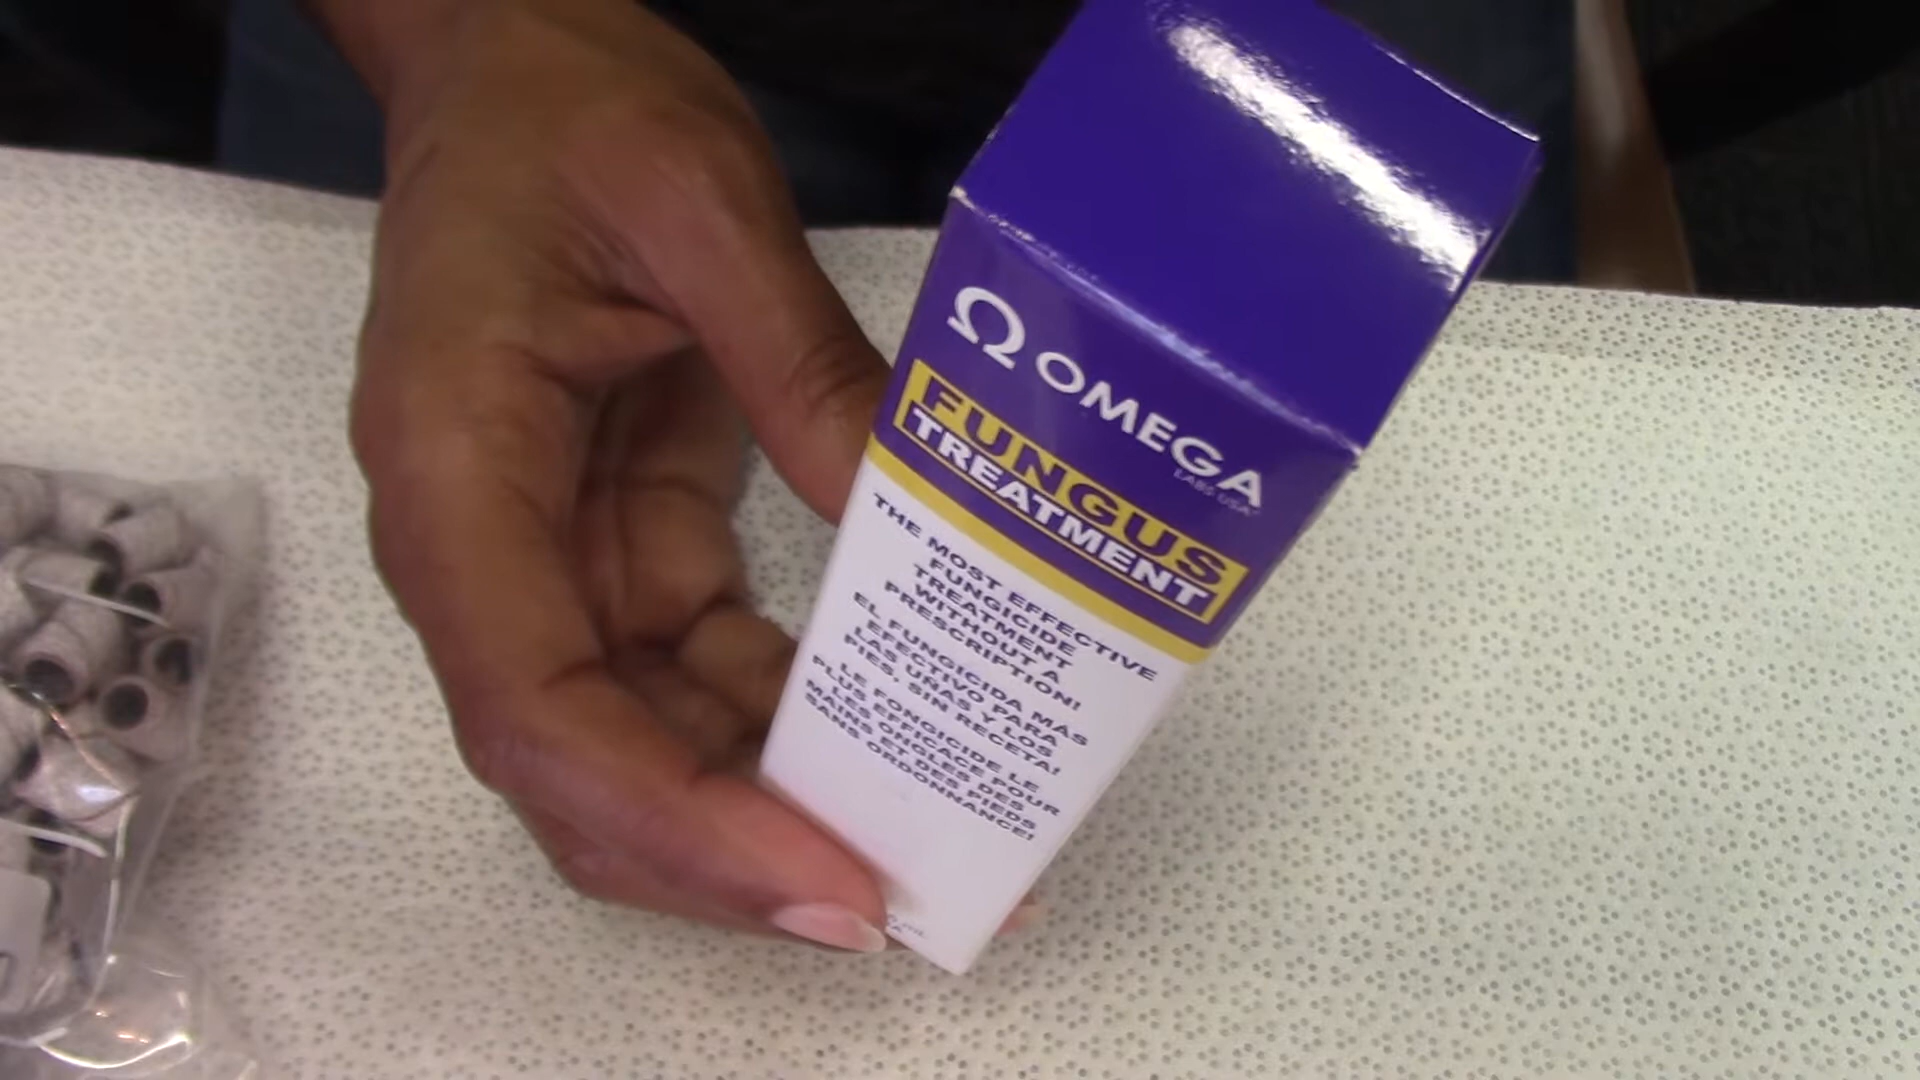 Ω OMEGA
LABS USA
FUNGUS
TREATMENT
THE MOST EFFECTIVE
FUNGICIDE
TREATMENT
WITHOUT A
PRESCRIPTION!
EL FUNGICIDA MÁS
EFECTIVO PARA
LAS UÑAS Y LOS
PIES, SIN RECETA!
LE FONGICIDE LE
PLUS EFFICACE POUR
LES ONGLES DES
MAINS ET DES PIEDS
SANS ORDONNANCE!